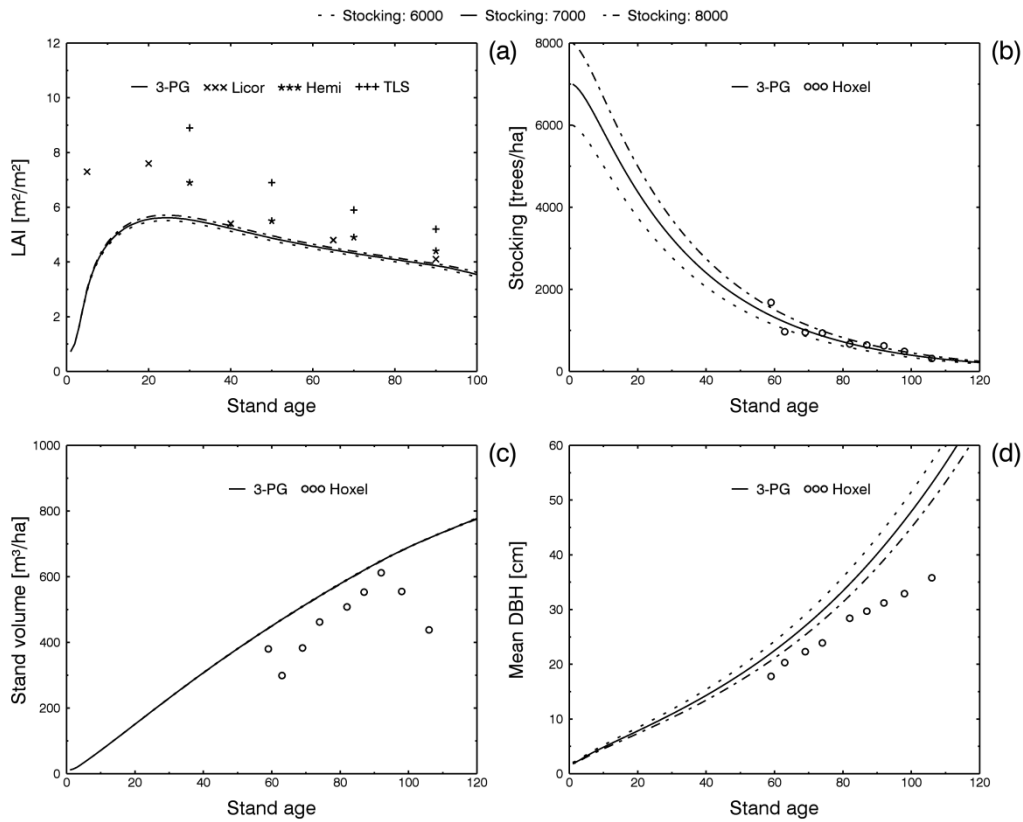 Stocking: 6000 Stocking: 7000 Stocking: 8000
(a)
12
10
8
6
4
2
0
LAI [m²/m²]
3-PG ××× Licor *** Hemi +++ TLS
0 20 40 60 80 100
Stand age
(b)
8000
6000
4000
2000
0
Stocking [trees/ha]
3-PG Hoxel
0 20 40 60 80 100 120
Stand age
(c)
1000
800
600
400
200
0
Stand volume [m³/ha]
3-PG Hoxel
0 20 40 60 80 100 120
Stand age
(d)
60
50
40
30
20
10
0
Mean DBH [cm]
3-PG Hoxel
0 20 40 60 80 100 120
Stand age